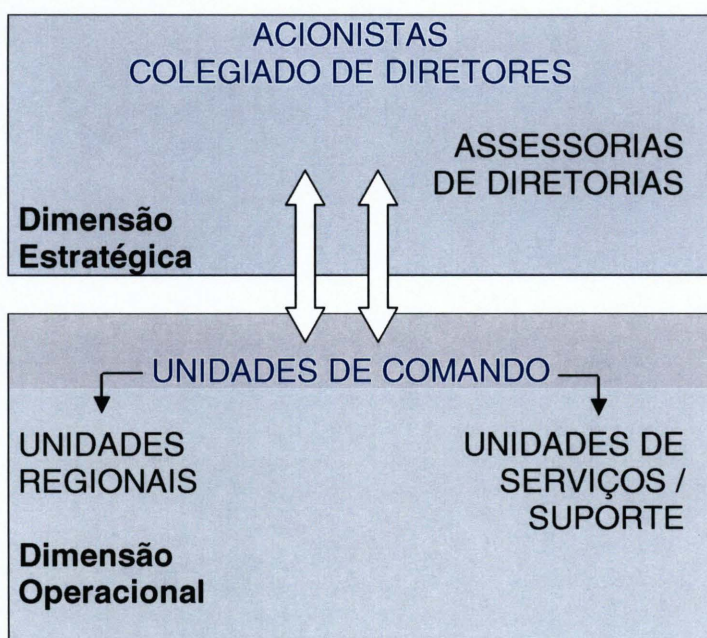 ACIONISTAS
COLEGIADO DE DIRETORES
ASSESSORIAS
DE DIRETORIAS
Dimensão
Estratégica
UNIDADES DE COMANDO
UNIDADES
REGIONAIS
UNIDADES DE
SERVIÇOS /
SUPORTE
Dimensão
Operacional